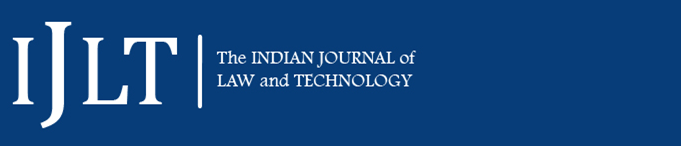 IJLT
The INDIAN JOURNAL of
LAW and TECHNOLOGY